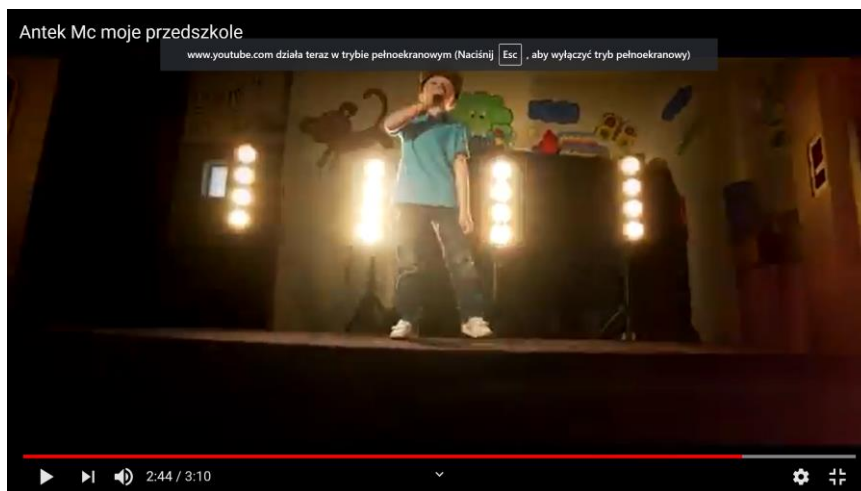 Antek Mc moje przedszkole
www.youtube.com działa teraz w trybie pełnoekranowym (Naciśnij Esc , aby wyłączyć tryb pełnoekranowy)
2:44 / 3:10